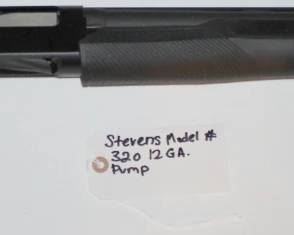 Stevens Model #
320 12 GA.
Pump